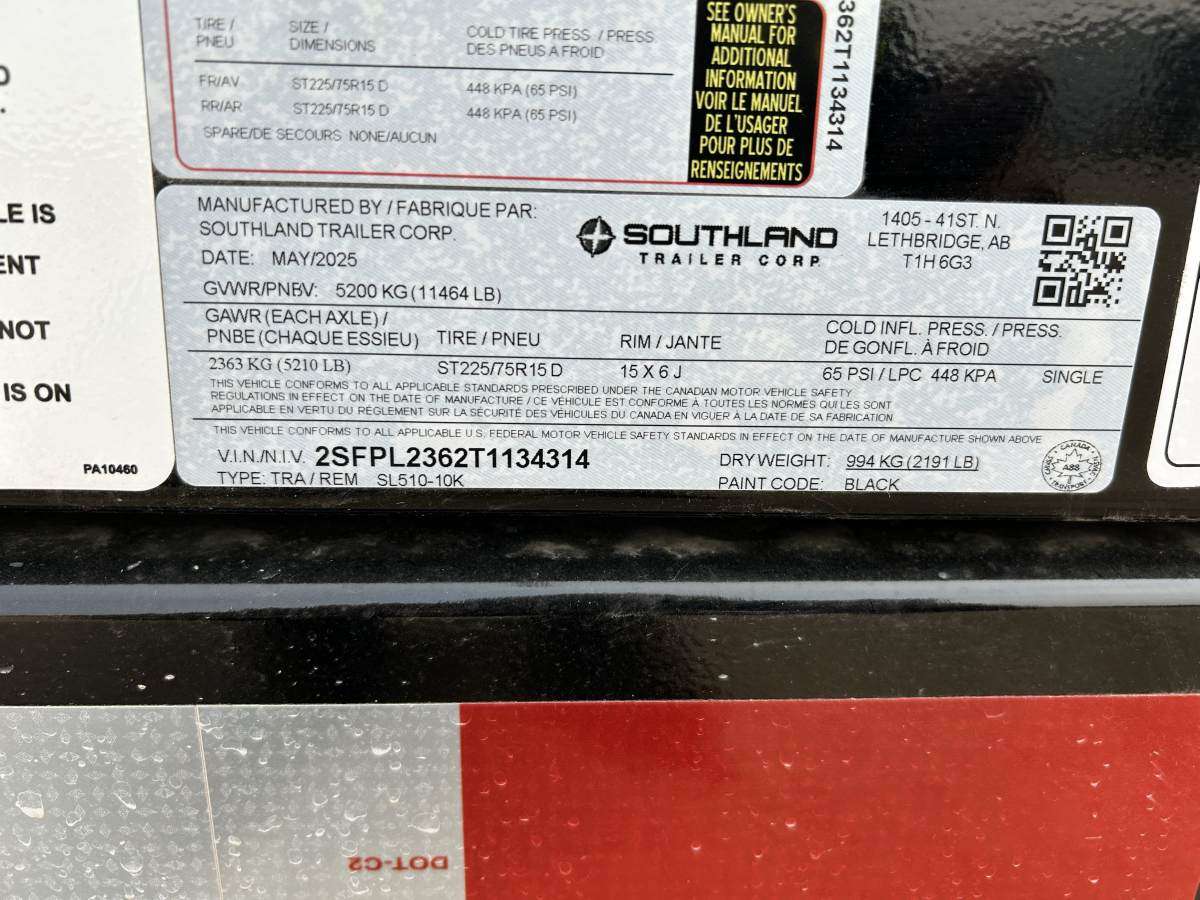 TIRE / PNEU
SIZE / DIMENSIONS
COLD TIRE PRESS. / PRESS. DES PNEUS A FROID
FR/AV ST225/75R15 D 448 KPA (65 PSI)
RR/AR ST225/75R15 D 448 KPA (65 PSI)
SPARE/DE SECOURS NONE/AUCUN
SEE OWNER'S
MANUAL FOR
ADDITIONAL
INFORMATION
VOIR LE MANUEL
DE L'USAGER
POUR PLUS DE
RENSEIGNEMENTS
362T1134314
LE IS
ENT
NOT
IS ON
PA10460
MANUFACTURED BY / FABRIQUE PAR:
SOUTHLAND TRAILER CORP.
DATE: MAY/2025
SOUTHLAND
TRAILER CORP.
1405 - 41ST. N.
LETHBRIDGE, AB
T1H 6G3
GVWR/PNBV: 5200 KG (11464 LB)
GAWR (EACH AXLE) /
PNBE (CHAQUE ESSIEU) TIRE / PNEU RIM / JANTE
COLD INFL. PRESS. / PRESS.
DE GONFL. À FROID
2363 KG (5210 LB) ST225/75R15 D 15 X 6 J 65 PSI / LPC 448 KPA SINGLE
THIS VEHICLE CONFORMS TO ALL APPLICABLE STANDARDS PRESCRIBED UNDER THE CANADIAN MOTOR VEHICLE SAFETY
REGULATIONS IN EFFECT ON THE DATE OF MANUFACTURE / CE VÉHICULE EST CONFORME À TOUTES LES NORMES QUI LES SONT
APPLICABLE EN VERTU DU RÉGLEMENT SUR LA SÉCURITÉ DES VÉHICULES DU CANADA EN VIGUER À LA DATE DE SA FABRICATION
THIS VEHICLE CONFORMS TO ALL APPLICABLE U.S. FEDERAL MOTOR VEHICLE SAFETY STANDARDS IN EFFECT ON THE DATE OF MANUFACTURE SHOWN ABOVE
V.I.N./N.I.V. 2SFPL2362T1134314 DRY WEIGHT: 994 KG (2191 LB)
TYPE: TRA / REM SL510-10K PAINT CODE: BLACK
CANADA
ABS
TRANSPORT
DOT-C2